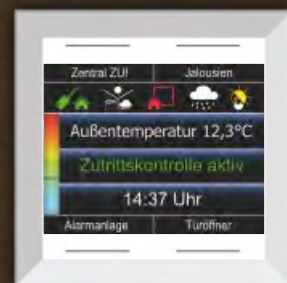 Zentral ZU! Jalousien
Außentemperatur 12,3°C
Zutrittskontrolle aktiv
14:37 Uhr
Alarmanlage Türöffner